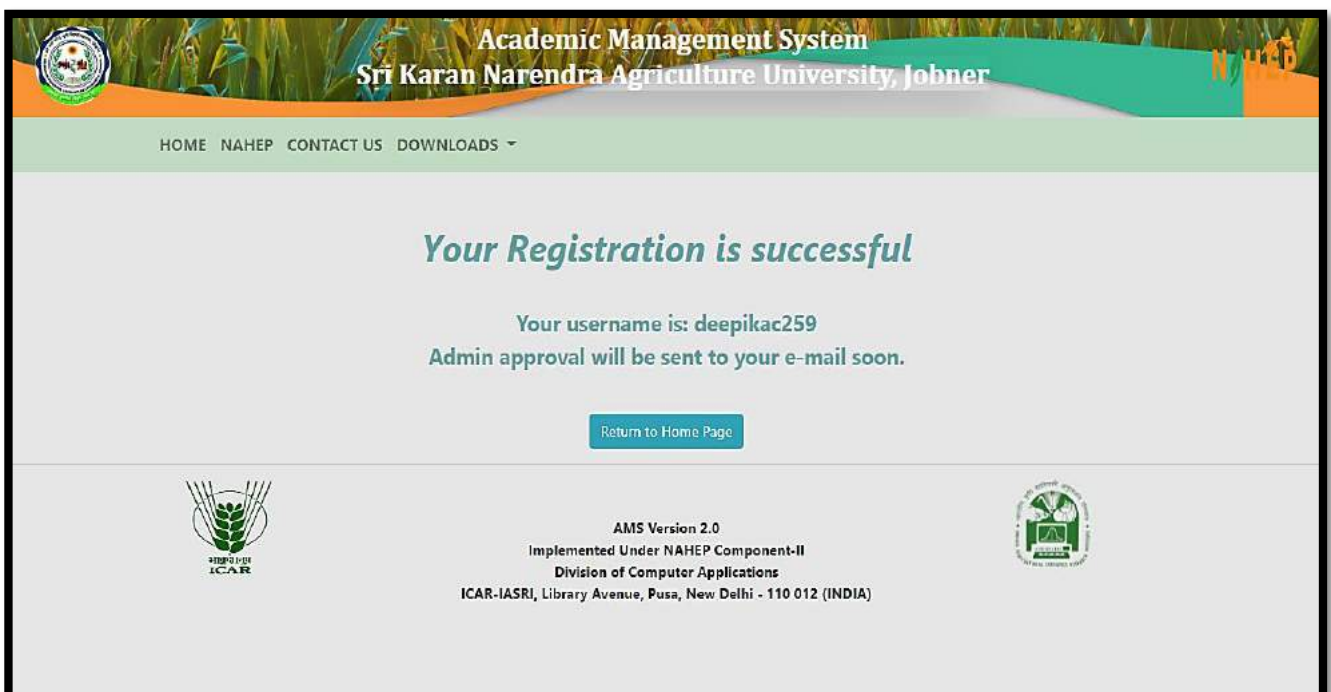 Academic Management System
Sri Karan Narendra Agriculture University, Jobner
HOME NAHEP CONTACT US DOWNLOADS
Your Registration is successful
Your username is: deepikac259
Admin approval will be sent to your e-mail soon.
Return to Home Page
ICAR
AMS Version 2.0
Implemented Under NAHEP Component-II
Division of Computer Applications
ICAR-IASRI, Library Avenue, Pusa, New Delhi - 110 012 (INDIA)